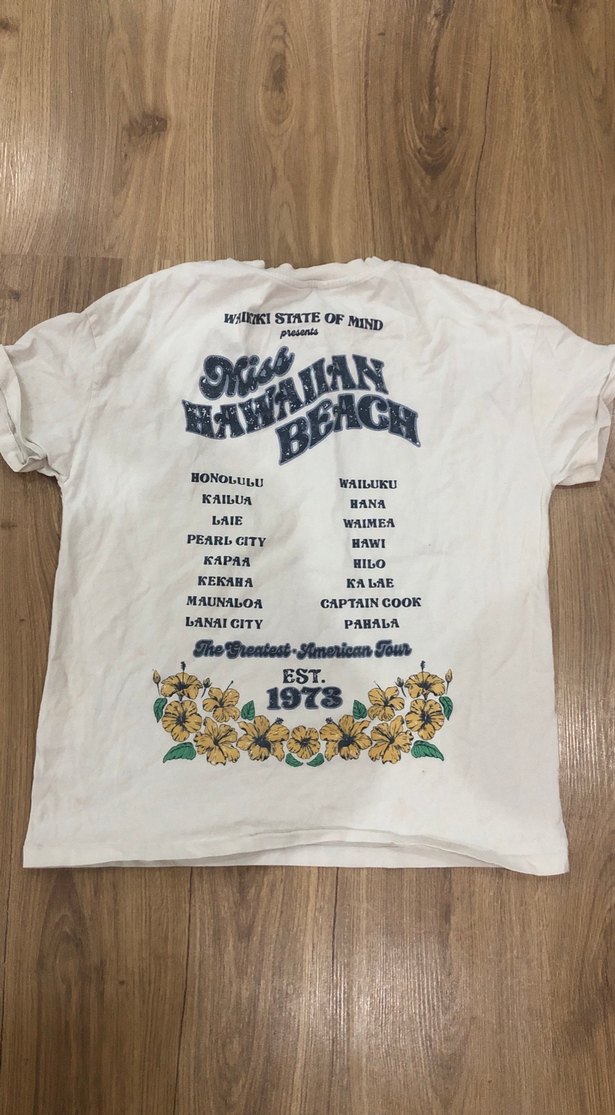 WAIKIKI STATE OF MIND
presents
Miss
HAWAIIAN
BEACH
HONOLULU
KAILUA
LAIE
PEARL CITY
KAPAA
KEKAHA
MAUNALOA
LANAI CITY
WAILUKU
HANA
WAIMEA
HAWI
HILO
KA LAE
CAPTAIN COOK
PAHALA
The Greatest-American Tour
EST.
1973